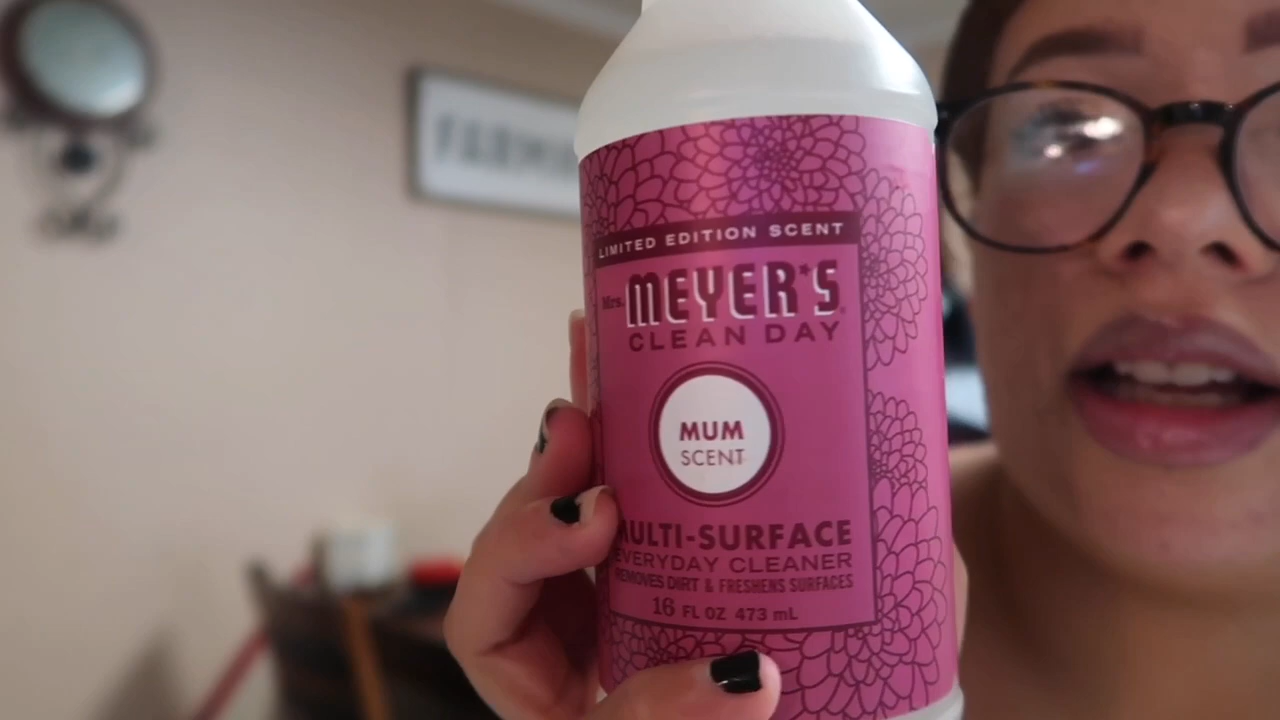 LIMITED EDITION SCENT
Mrs. MEYER'S
CLEAN DAY
MUM
SCENT
MULTI-SURFACE
EVERYDAY CLEANER
REMOVES DIRT & FRESHENS SURFACES
16 FL OZ 473 mL